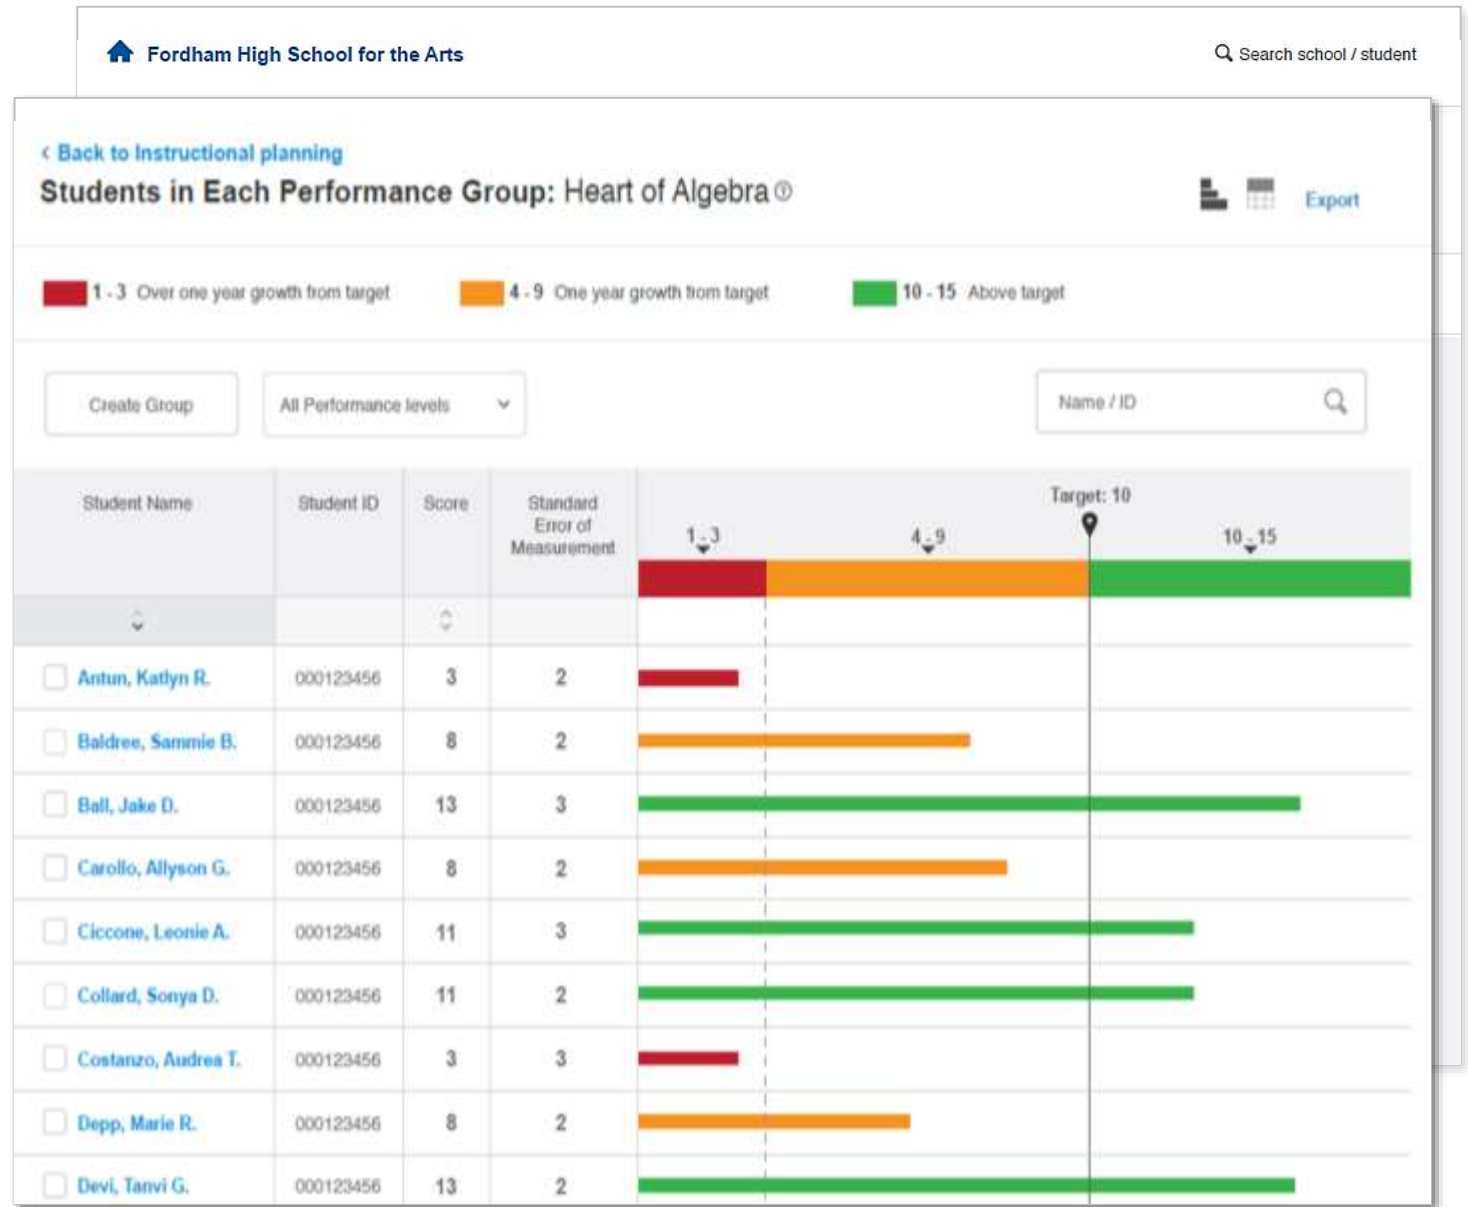 Fordham High School for the Arts
Search school / student
‹ Back to Instructional planning
Students in Each Performance Group: Heart of Algebra ?
Export
1 - 3 Over one year growth from target
4 - 9 One year growth from target
10 - 15 Above target
Create Group
All Performance levels
Name / ID
Student Name
Student ID
Score
Standard
Error of
Measurement
Target: 10
1 - 3
4 - 9
10 - 15
Antun, Katlyn R. 000123456 3 2
Baldree, Sammie B. 000123456 8 2
Ball, Jake D. 000123456 13 3
Carollo, Allyson G. 000123456 8 2
Ciccone, Leonie A. 000123456 11 3
Collard, Sonya D. 000123456 11 2
Costanzo, Audrea T. 000123456 3 3
Depp, Marie R. 000123456 8 2
Devi, Tanvi G. 000123456 13 2